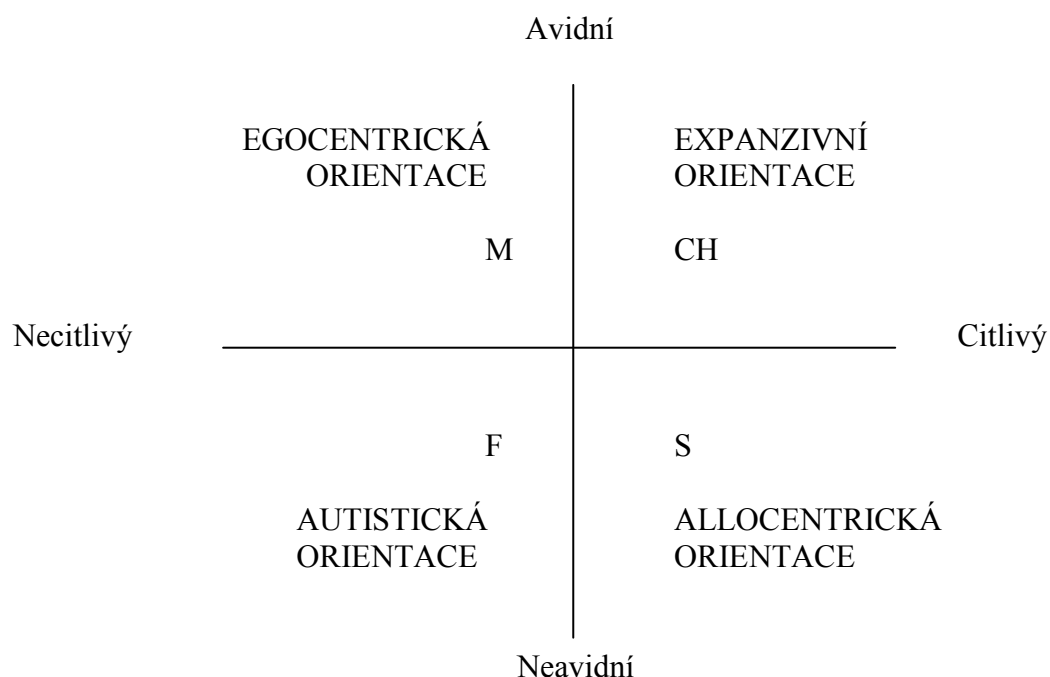 Avidní
EGOCENTRICKÁ
ORIENTACE
EXPANZIVNÍ
ORIENTACE
M
CH
Necitlivý
Citlivý
F
S
AUTISTICKÁ
ORIENTACE
ALLOCENTRICKÁ
ORIENTACE
Neavidní